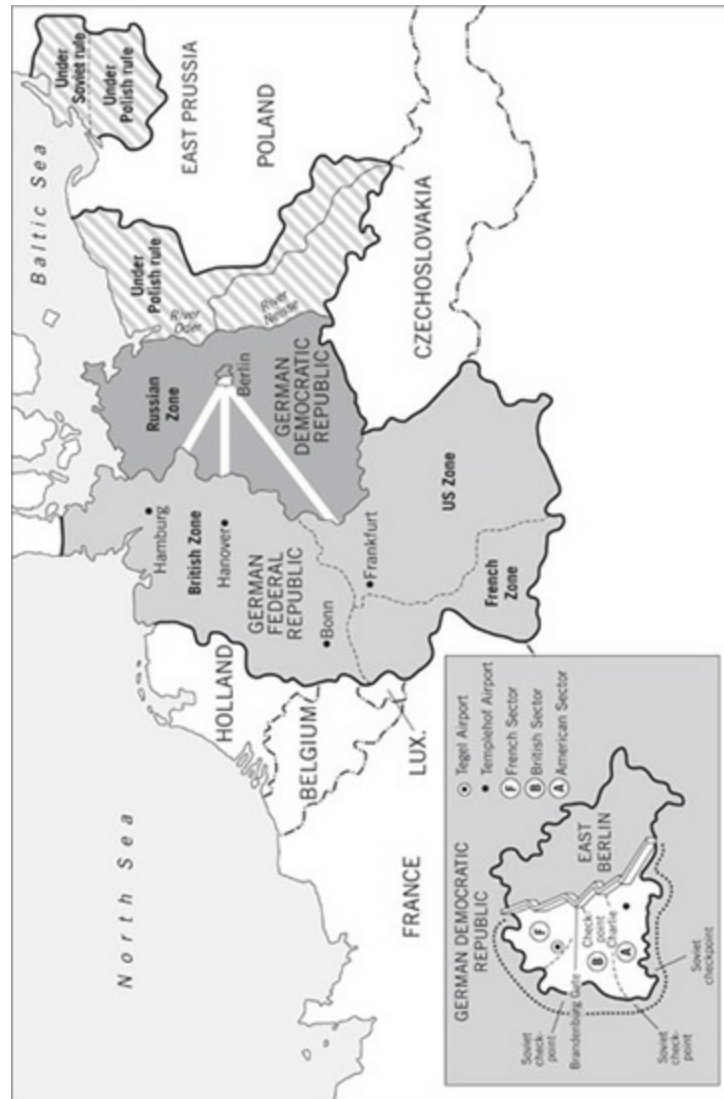 North Sea
Baltic Sea
Under
Soviet rule
Under
Polish rule
EAST PRUSSIA
POLAND
Under
Polish rule
River
Oder
River
Neisse
Russian
Zone
Berlin
GERMAN
DEMOCRATIC
REPUBLIC
CZECHOSLOVAKIA
Hamburg
British Zone
Hanover
GERMAN
FEDERAL
REPUBLIC
Bonn
Frankfurt
US Zone
French
Zone
HOLLAND
BELGIUM
LUX.
FRANCE
GERMAN DEMOCRATIC
REPUBLIC
Tegel Airport
Templehof Airport
F French Sector
B British Sector
A American Sector
EAST
BERLIN
F
B
A
Check
point
Charlie
Brandenburg Gate
Soviet
check-
point
Soviet
check-
point
Soviet
checkpoint